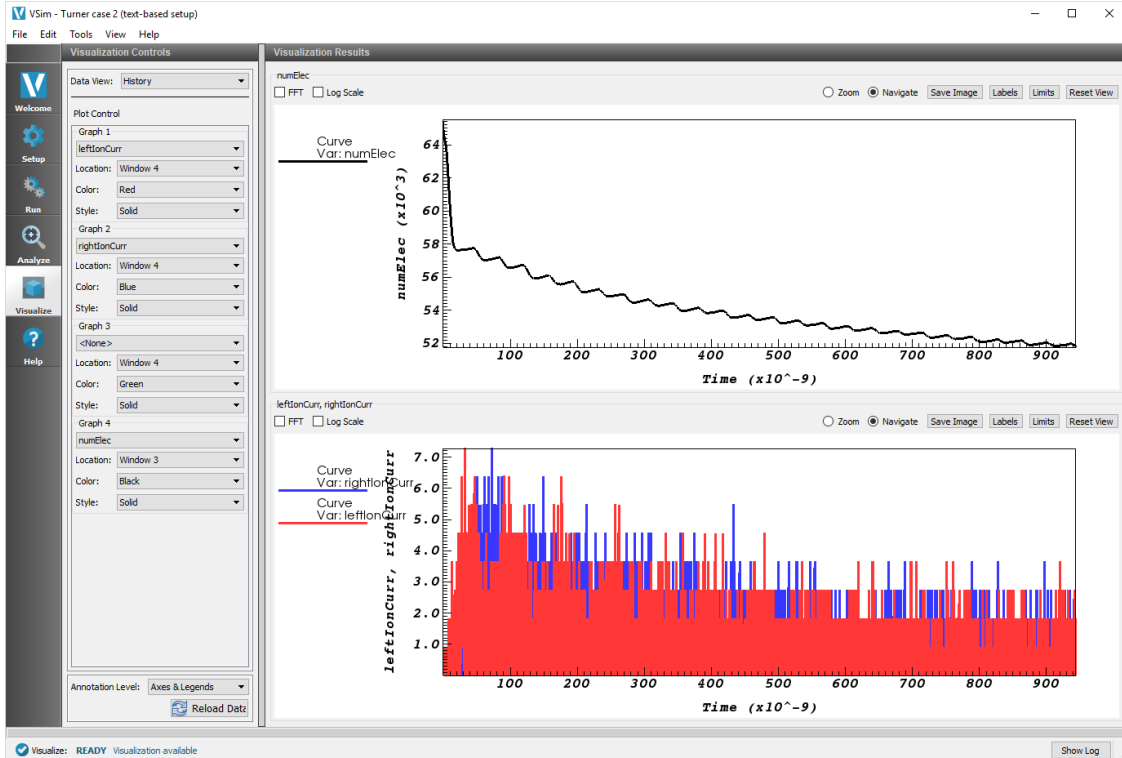 VSim - Turner case 2 (text-based setup)
File Edit Tools View Help
Visualization Controls
Welcome
Setup
Run
Analyze
Visualize
Help
Data View: History
Plot Control
Graph 1
leftIonCurr
Location: Window 4
Color: Red
Style: Solid
Graph 2
rightIonCurr
Location: Window 4
Color: Blue
Style: Solid
Graph 3
<None>
Location: Window 4
Color: Green
Style: Solid
Graph 4
numElec
Location: Window 3
Color: Black
Style: Solid
Annotation Level: Axes & Legends
Reload Data
Visualization Results
numElec
FFT Log Scale Zoom Navigate Save Image Labels Limits Reset View
Curve
Var: numElec
numElec (x10^3)
64
62
60
58
56
54
52
100 200 300 400 500 600 700 800 900
Time (x10^-9)
leftIonCurr, rightIonCurr
FFT Log Scale Zoom Navigate Save Image Labels Limits Reset View
Curve
Var: rightIonCurr
Curve
Var: leftIonCurr
leftIonCurr, rightIonCurr
7.0
6.0
5.0
4.0
3.0
2.0
1.0
100 200 300 400 500 600 700 800 900
Time (x10^-9)
Visualize: READY Visualization available
Show Log